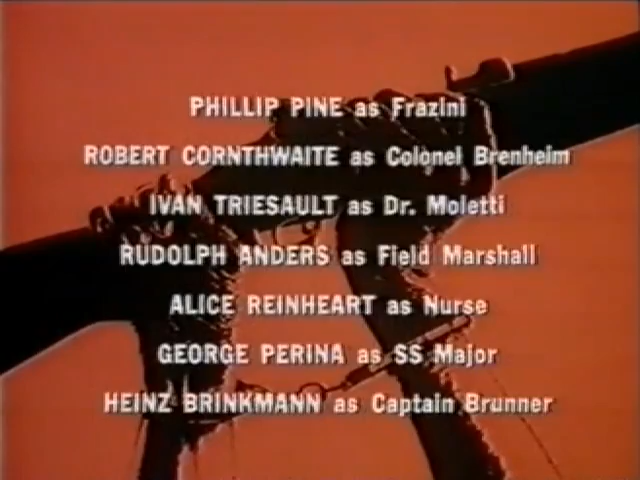 PHILLIP PINE as Frazini
ROBERT CORNTHWAITE as Colonel Brenheim
IVAN TRIESAULT as Dr. Moletti
RUDOLPH ANDERS as Field Marshall
ALICE REINHEART as Nurse
GEORGE PERINA as SS Major
HEINZ BRINKMANN as Captain Brunner